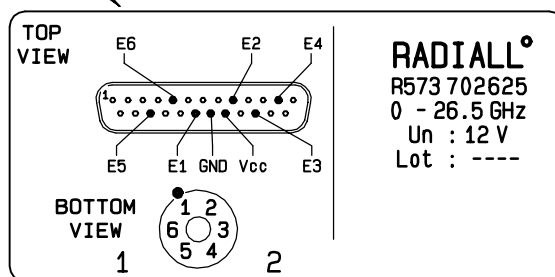 TOP
VIEW
E6 E2 E4
1
E5 E1 GND Vcc E3
BOTTOM
VIEW
1 2
6 3
5 4
1 2
RADIALL°
R573 702625
0 - 26.5 GHz
Un : 12 V
Lot : ----